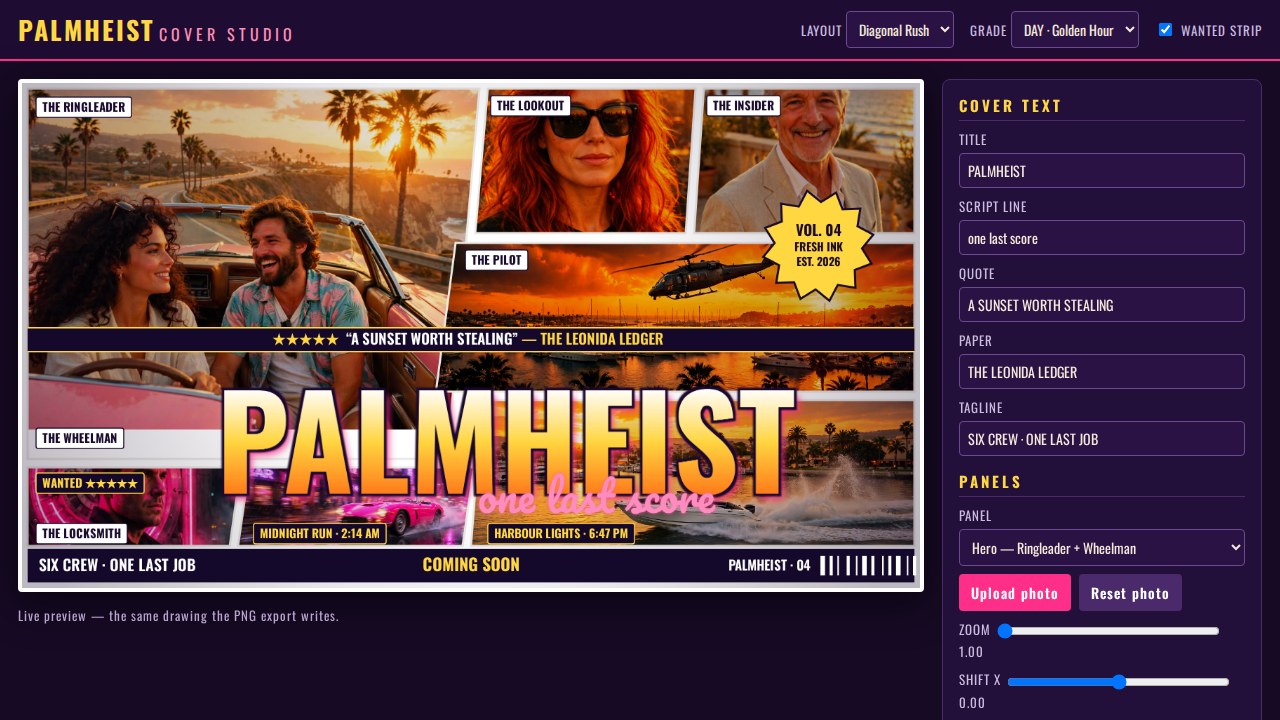 PALMHEIST COVER STUDIO
LAYOUT Diagonal Rush GRADE DAY · Golden Hour WANTED STRIP
THE RINGLEADER
THE LOOKOUT
THE INSIDER
VOL. 04
FRESH INK
EST. 2026
THE PILOT
★★★★★ “A SUNSET WORTH STEALING” — THE LEONIDA LEDGER
THE WHEELMAN
PALMHEIST
one last score
WANTED ★★★★★
THE LOCKSMITH
MIDNIGHT RUN · 2:14 AM
HARBOUR LIGHTS · 6:47 PM
SIX CREW · ONE LAST JOB
COMING SOON
PALMHEIST · 04
Live preview — the same drawing the PNG export writes.
COVER TEXT
TITLE
PALMHEIST
SCRIPT LINE
one last score
QUOTE
A SUNSET WORTH STEALING
PAPER
THE LEONIDA LEDGER
TAGLINE
SIX CREW · ONE LAST JOB
PANELS
PANEL
Hero — Ringleader + Wheelman
Upload photo Reset photo
ZOOM
1.00
SHIFT X
0.00